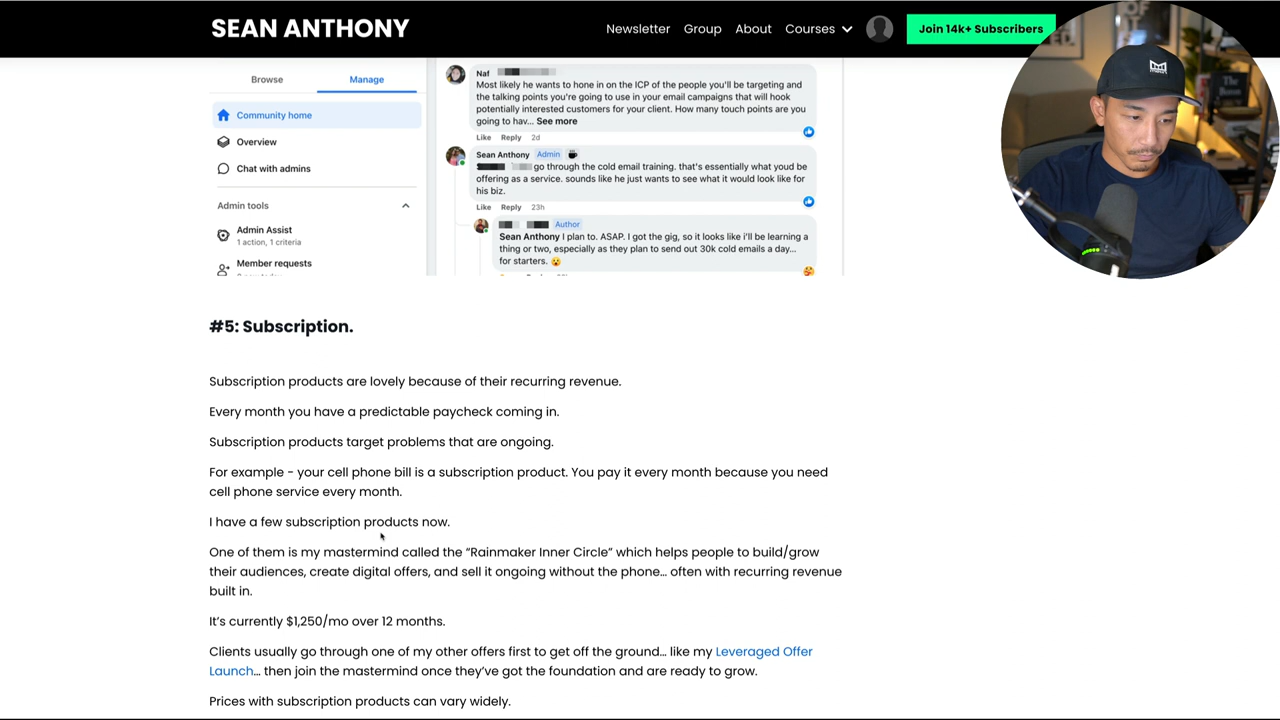 SEAN ANTHONY
Newsletter Group About Courses
Join 14k+ Subscribers
Browse Manage
Community home
Overview
Chat with admins
Admin tools
Admin Assist
1 action, 1 criteria
Member requests
Naf
Most likely he wants to hone in on the ICP of the people you'll be targeting and
the talking points you're going to use in your email campaigns that will hook
potentially interested customers for your client. How many touch points are you
going to hav... See more
Like Reply 2d
Sean Anthony Admin
go through the cold email training. that's essentially what youd be
offering as a service. sounds like he just wants to see what it would look like for
his biz.
Like Reply 23h
Author
Sean Anthony I plan to. ASAP. I got the gig, so it looks like i'll be learning a
thing or two, especially as they plan to send out 30k cold emails a day...
for starters. 😮
#5: Subscription.
Subscription products are lovely because of their recurring revenue.
Every month you have a predictable paycheck coming in.
Subscription products target problems that are ongoing.
For example - your cell phone bill is a subscription product. You pay it every month because you need
cell phone service every month.
I have a few subscription products now.
One of them is my mastermind called the “Rainmaker Inner Circle” which helps people to build/grow
their audiences, create digital offers, and sell it ongoing without the phone… often with recurring revenue
built in.
It’s currently $1,250/mo over 12 months.
Clients usually go through one of my other offers first to get off the ground… like my Leveraged Offer
Launch… then join the mastermind once they’ve got the foundation and are ready to grow.
Prices with subscription products can vary widely.